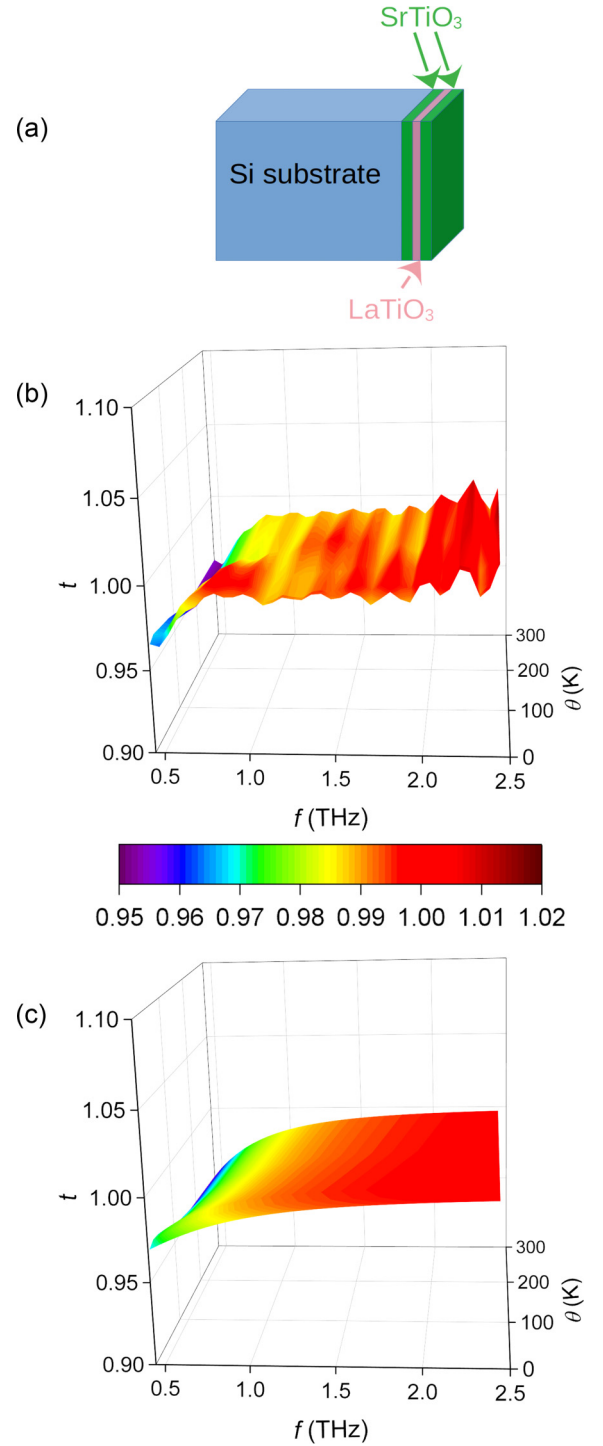 SrTiO₃
(a)
Si substrate
LaTiO₃
(b)
1.10
1.05
t
1.00
0.95
0.90
300
200
100
0
θ (K)
0.5 1.0 1.5 2.0 2.5
f (THz)
0.95 0.96 0.97 0.98 0.99 1.00 1.01 1.02
(c)
1.10
1.05
t
1.00
0.95
0.90
300
200
100
0
θ (K)
0.5 1.0 1.5 2.0 2.5
f (THz)